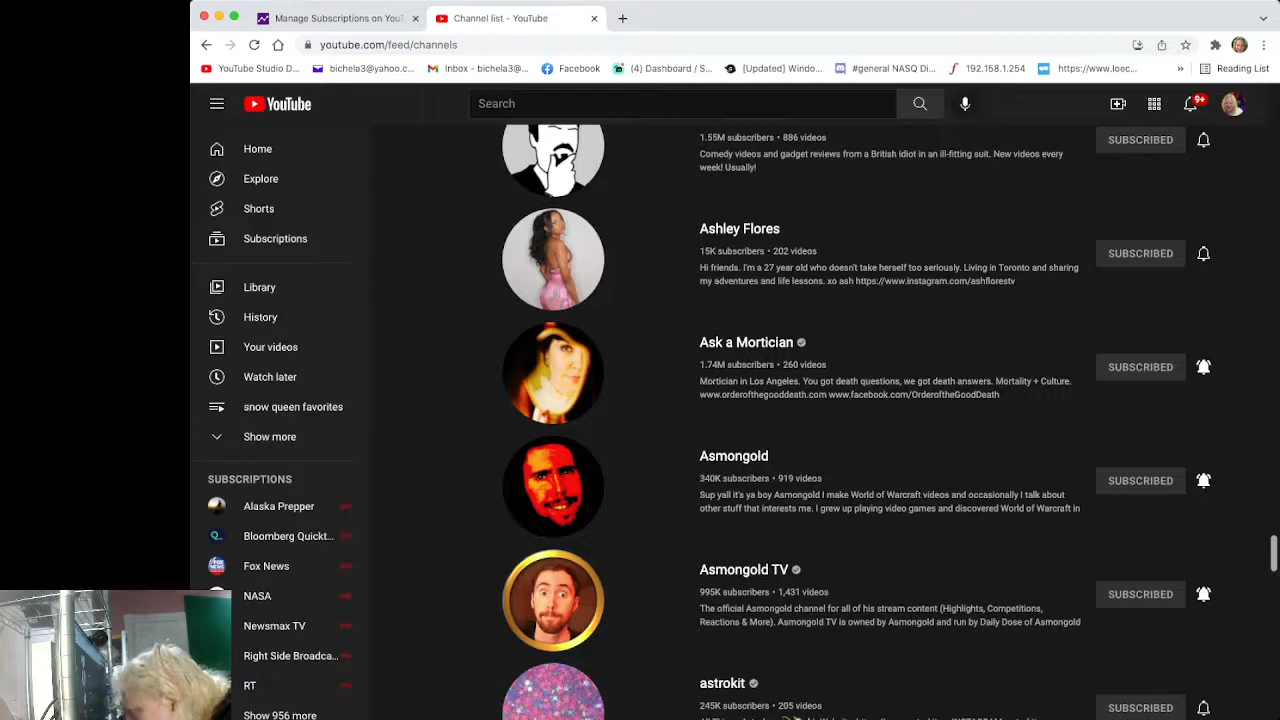 Manage Subscriptions on YouT
Channel list - YouTube
youtube.com/feed/channels
YouTube Studio D...
bichela3@yahoo.c...
Inbox - bichela3@...
Facebook
(4) Dashboard / S...
[Updated] Windo...
#general NASQ Di...
192.158.1.254
https://www.loec...
»
Reading List
YouTube
Search
9+
Home
Explore
Shorts
Subscriptions
Library
History
Your videos
Watch later
snow queen favorites
Show more
SUBSCRIPTIONS
Alaska Prepper
Bloomberg Quickt...
Fox News
NASA
Newsmax TV
Right Side Broadca...
RT
Show 956 more
1.55M subscribers • 886 videos
SUBSCRIBED
Comedy videos and gadget reviews from a British idiot in an ill-fitting suit. New videos every
week! Usually!
Ashley Flores
15K subscribers • 202 videos
SUBSCRIBED
Hi friends. I'm a 27 year old who doesn't take herself too seriously. Living in Toronto and sharing
my adventures and life lessons. xo ash https://www.instagram.com/ashflorestv
Ask a Mortician
1.74M subscribers • 260 videos
SUBSCRIBED
Mortician in Los Angeles. You got death questions, we got death answers. Mortality + Culture.
www.orderofthegooddeath.com www.facebook.com/OrderoftheGoodDeath
Asmongold
340K subscribers • 919 videos
SUBSCRIBED
Sup yall it's ya boy Asmongold I make World of Warcraft videos and occasionally I talk about
other stuff that interests me. I grew up playing video games and discovered World of Warcraft in
Asmongold TV
995K subscribers • 1,431 videos
SUBSCRIBED
The official Asmongold channel for all of his stream content (Highlights, Competitions,
Reactions & More). Asmongold TV is owned by Asmongold and run by Daily Dose of Asmongold
astrokit
245K subscribers • 205 videos
SUBSCRIBED